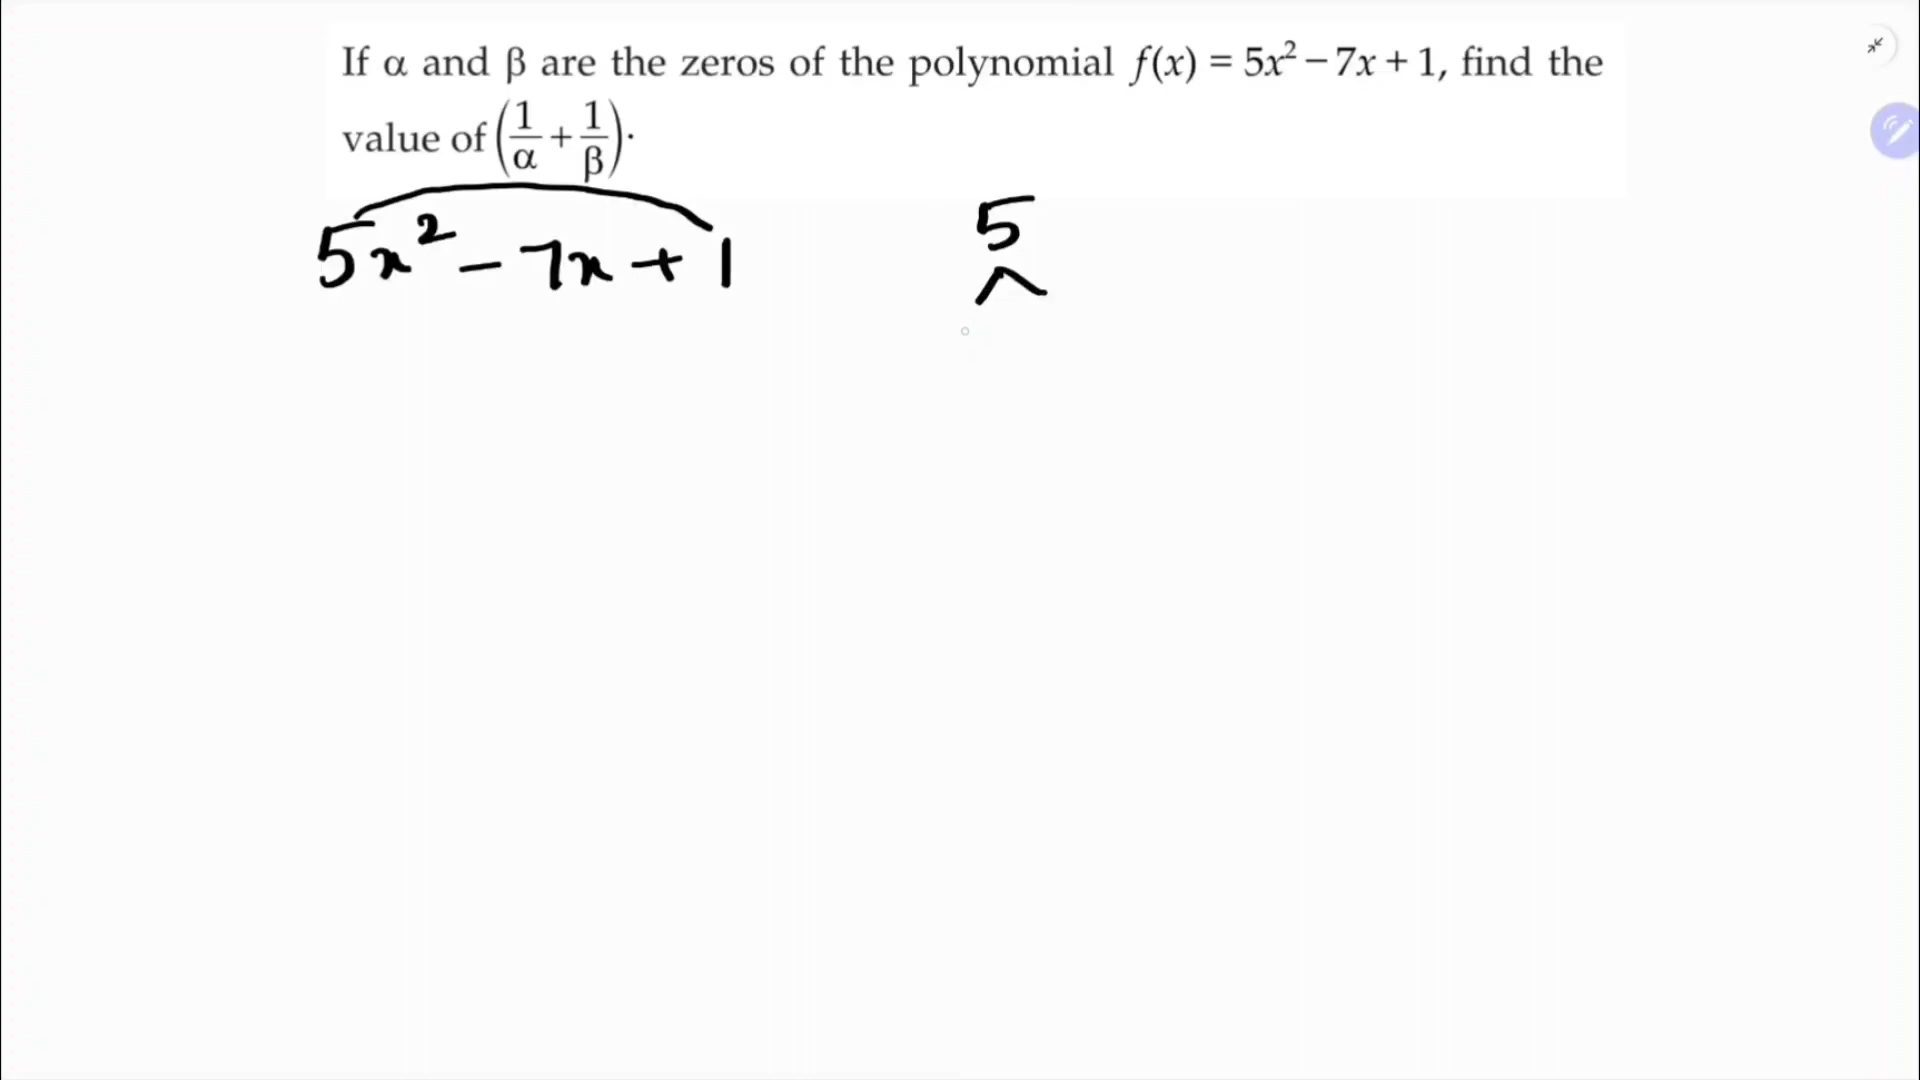 If α and β are the zeros of the polynomial f(x) = 5x² − 7x + 1, find the
value of (1/α + 1/β).
5x² − 7x + 1
5